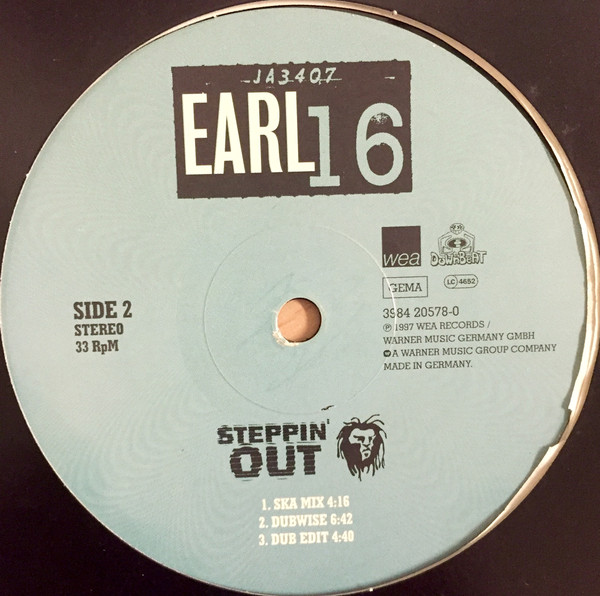 JA3407
EARL16
wea
DOWNBEAT
GEMA
LC 4652
SIDE 2
STEREO
33 RpM
3984 20578-0
℗ 1997 WEA RECORDS /
WARNER MUSIC GERMANY GMBH
A WARNER MUSIC GROUP COMPANY
MADE IN GERMANY.
STEPPIN'
OUT
1. SKA MIX 4:16
2. DUBWISE 6:42
3. DUB EDIT 4:40